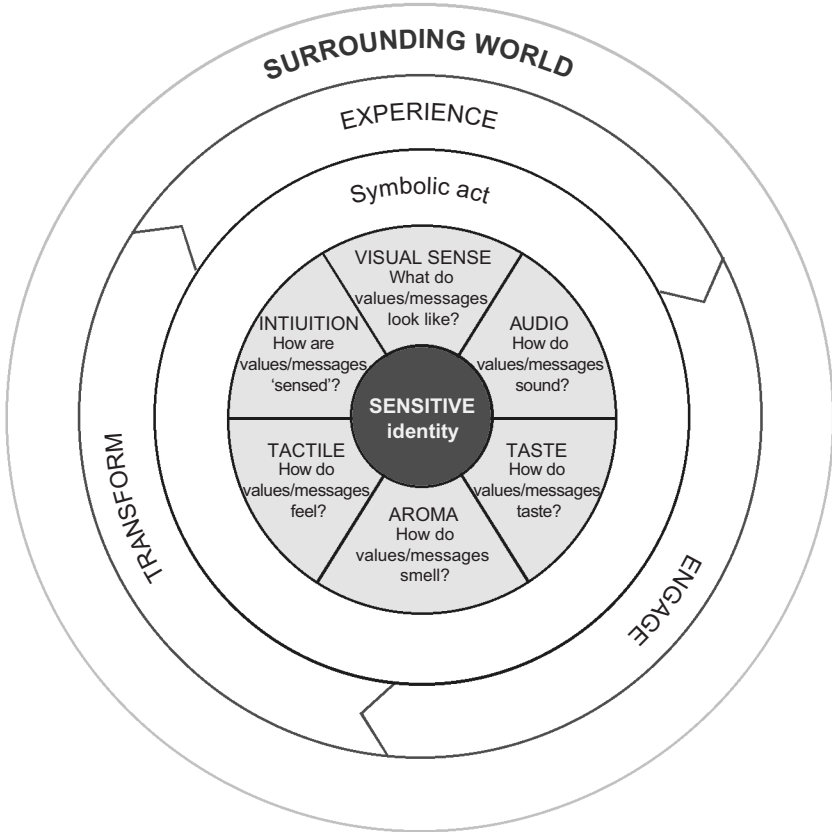 SURROUNDING WORLD
EXPERIENCE
Symbolic act
VISUAL SENSE
What do
values/messages
look like?
INTIUITION
How are
values/messages
‘sensed’?
AUDIO
How do
values/messages
sound?
SENSITIVE
identity
TACTILE
How do
values/messages
feel?
TASTE
How do
values/messages
taste?
AROMA
How do
values/messages
smell?
TRANSFORM
ENGAGE